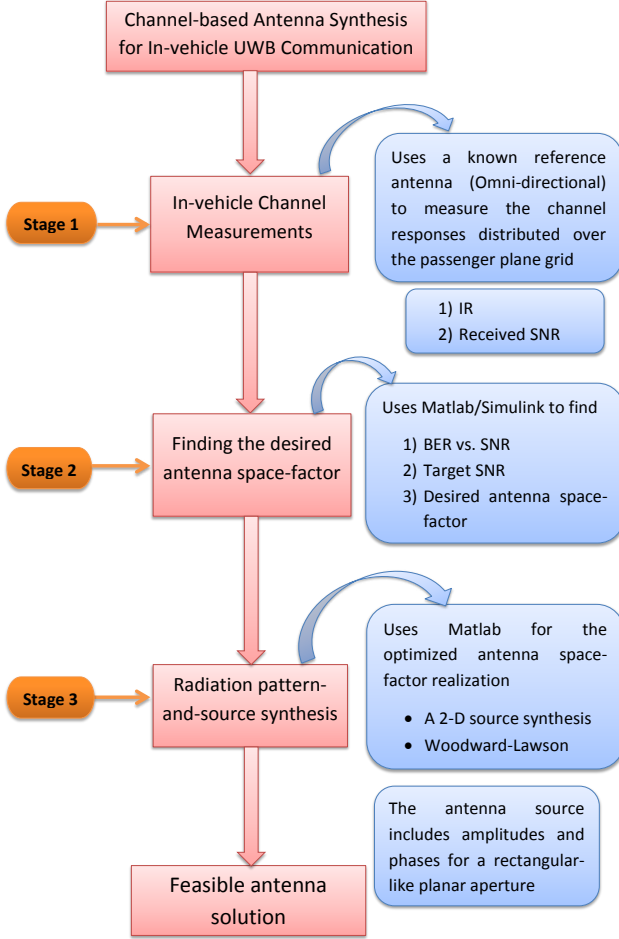 Channel-based Antenna Synthesis
for In-vehicle UWB Communication
Uses a known reference
antenna (Omni-directional)
to measure the channel
responses distributed over
the passenger plane grid
Stage 1
In-vehicle Channel
Measurements
1) IR
2) Received SNR
Uses Matlab/Simulink to find
1) BER vs. SNR
2) Target SNR
3) Desired antenna space-
factor
Stage 2
Finding the desired
antenna space-factor
Uses Matlab for the
optimized antenna space-
factor realization
• A 2-D source synthesis
• Woodward-Lawson
Stage 3
Radiation pattern-
and-source synthesis
The antenna source
includes amplitudes and
phases for a rectangular-
like planar aperture
Feasible antenna
solution